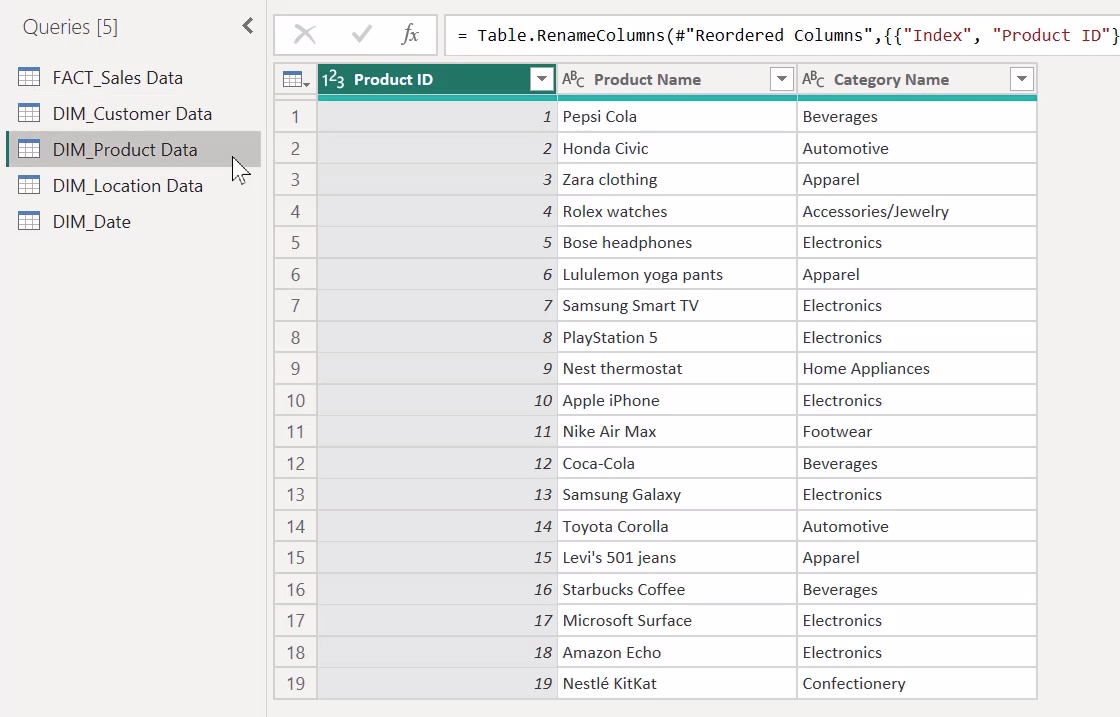 Queries [5]
FACT_Sales Data
DIM_Customer Data
DIM_Product Data
DIM_Location Data
DIM_Date
fx
= Table.RenameColumns(#"Reordered Columns",{{"Index", "Product ID"}
123 Product ID ABC Product Name ABC Category Name
1 1 Pepsi Cola Beverages
2 2 Honda Civic Automotive
3 3 Zara clothing Apparel
4 4 Rolex watches Accessories/Jewelry
5 5 Bose headphones Electronics
6 6 Lululemon yoga pants Apparel
7 7 Samsung Smart TV Electronics
8 8 PlayStation 5 Electronics
9 9 Nest thermostat Home Appliances
10 10 Apple iPhone Electronics
11 11 Nike Air Max Footwear
12 12 Coca-Cola Beverages
13 13 Samsung Galaxy Electronics
14 14 Toyota Corolla Automotive
15 15 Levi's 501 jeans Apparel
16 16 Starbucks Coffee Beverages
17 17 Microsoft Surface Electronics
18 18 Amazon Echo Electronics
19 19 Nestlé KitKat Confectionery